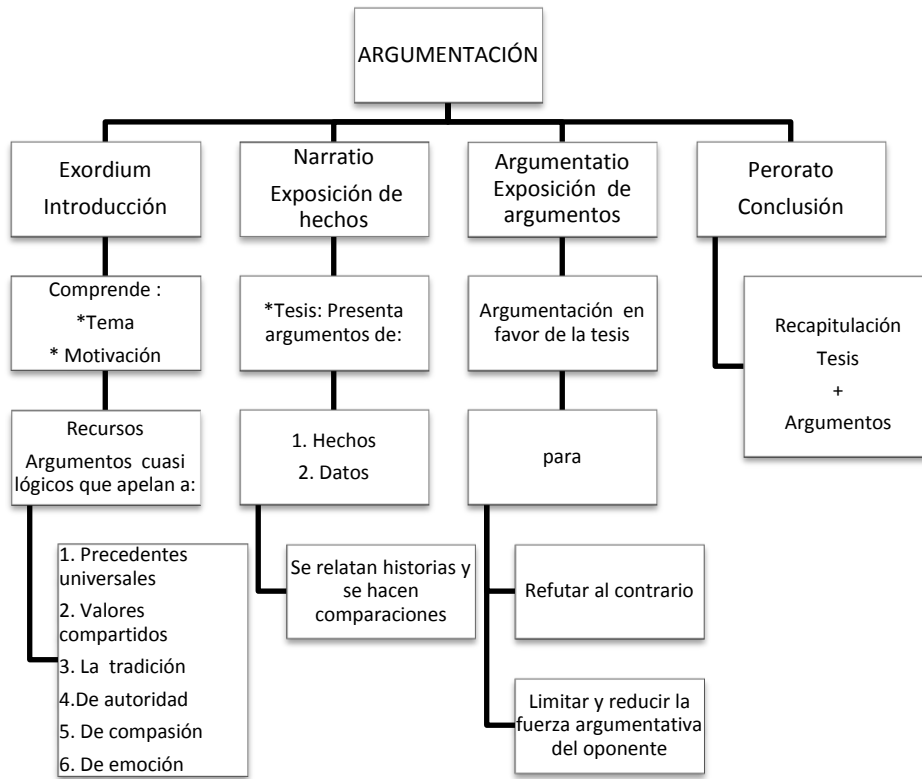 ARGUMENTACIÓN
Exordium
Introducción
Comprende :
*Tema
* Motivación
Recursos
Argumentos cuasi
lógicos que apelan a:
1. Precedentes
universales
2. Valores
compartidos
3. La tradición
4.De autoridad
5. De compasión
6. De emoción
Narratio
Exposición de
hechos
*Tesis: Presenta
argumentos de:
1. Hechos
2. Datos
Se relatan historias y
se hacen
comparaciones
Argumentatio
Exposición de
argumentos
Argumentación en
favor de la tesis
para
Refutar al contrario
Limitar y reducir la
fuerza argumentativa
del oponente
Perorato
Conclusión
Recapitulación
Tesis
+
Argumentos